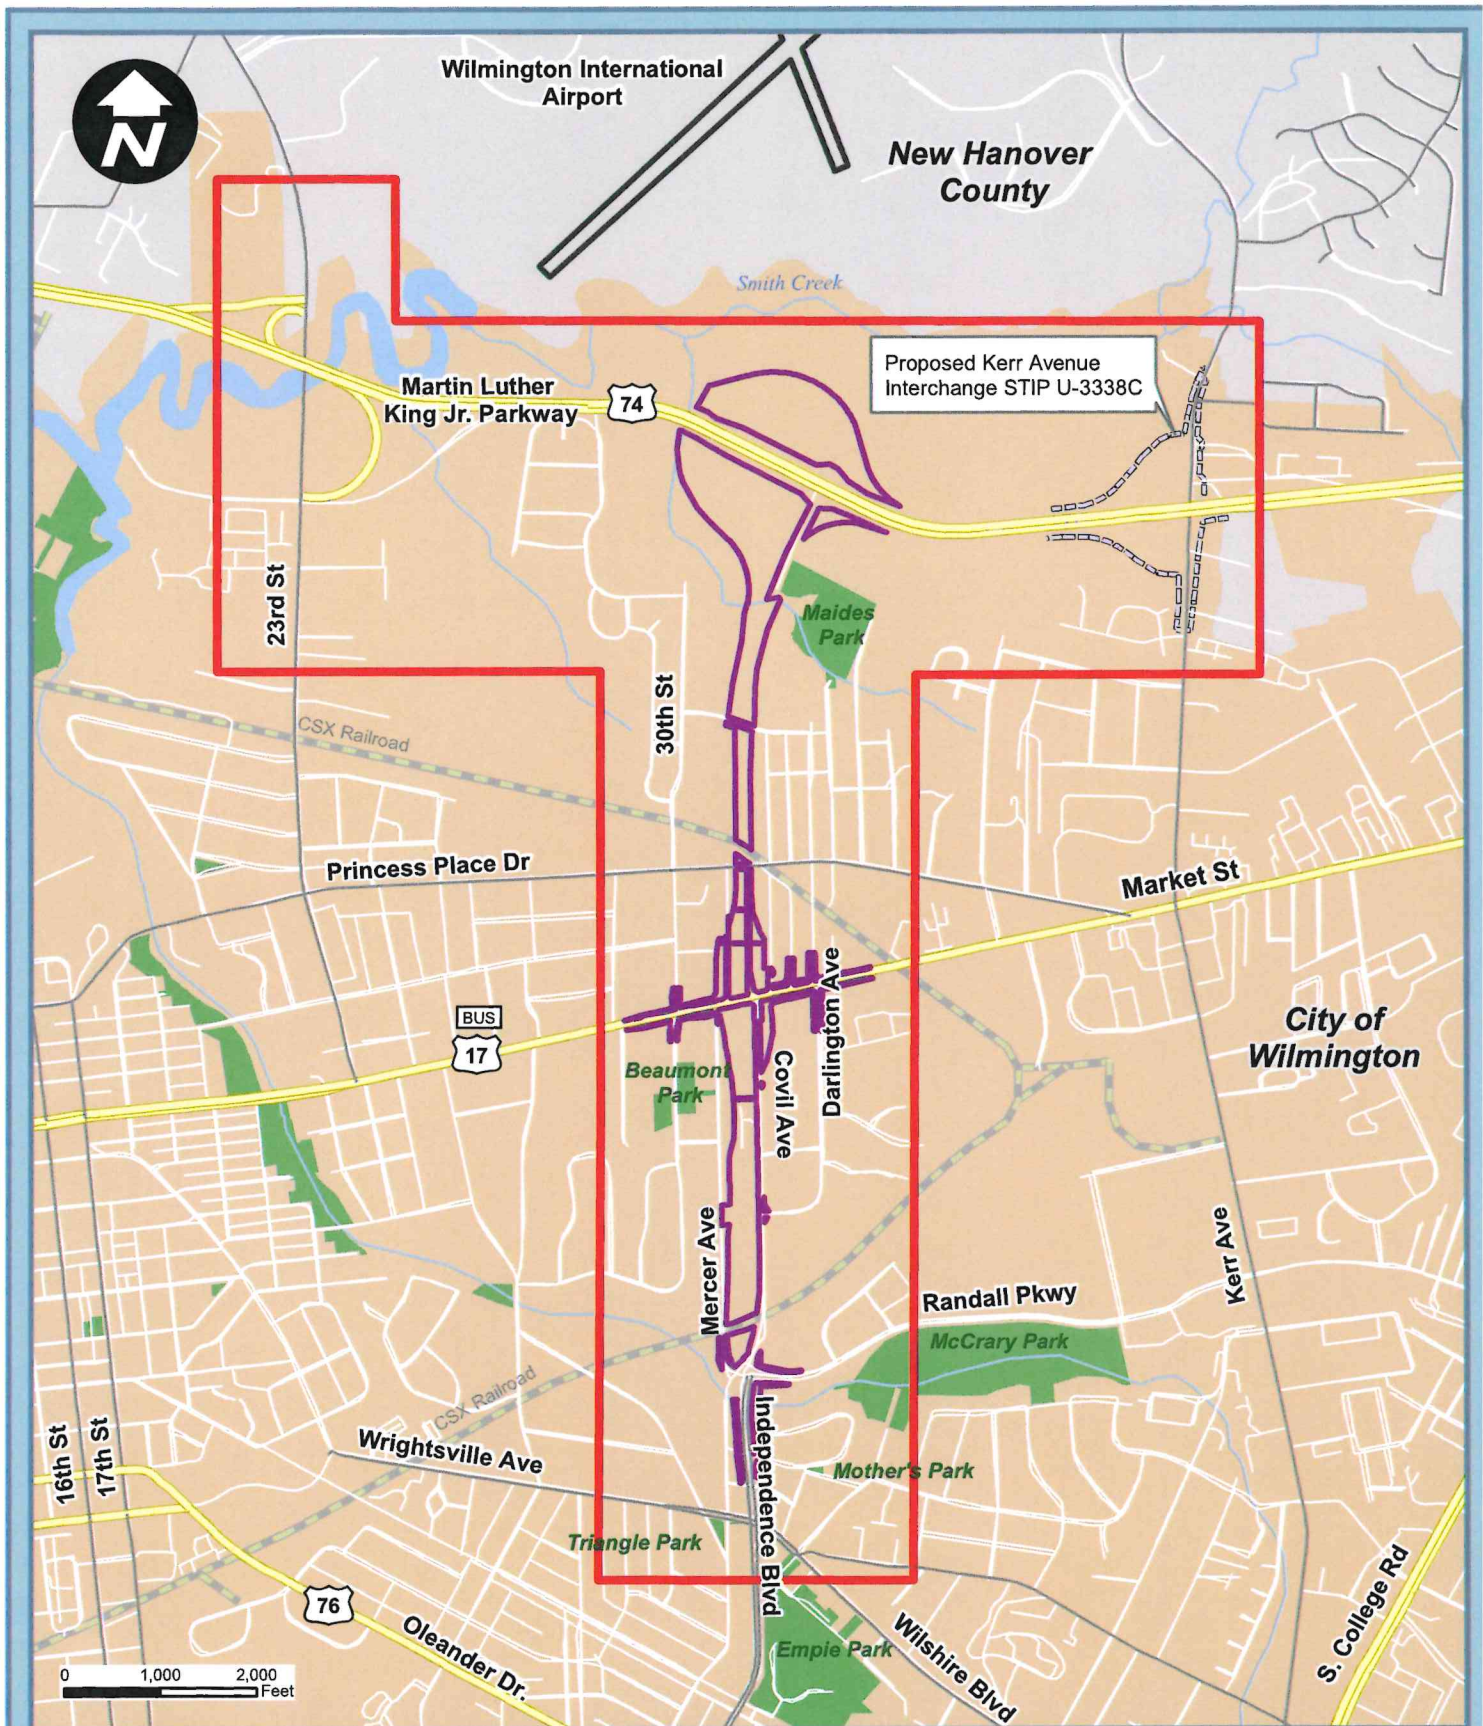 Wilmington International
Airport
N
New Hanover
County
Smith Creek
Proposed Kerr Avenue
Interchange STIP U-3338C
Martin Luther
King Jr. Parkway
74
23rd St
Maides
Park
30th St
CSX Railroad
Princess Place Dr
Market St
Darlington Ave
BUS
17
City of
Wilmington
Beaumont
Park
Covil Ave
Mercer Ave
Kerr Ave
Randall Pkwy
McCrary Park
CSX Railroad
Independence Blvd
16th St
17th St
Wrightsville Ave
Mother's Park
Triangle Park
76
Oleander Dr.
Empie Park
Wilshire Blvd
S. College Rd
0 1,000 2,000
Feet